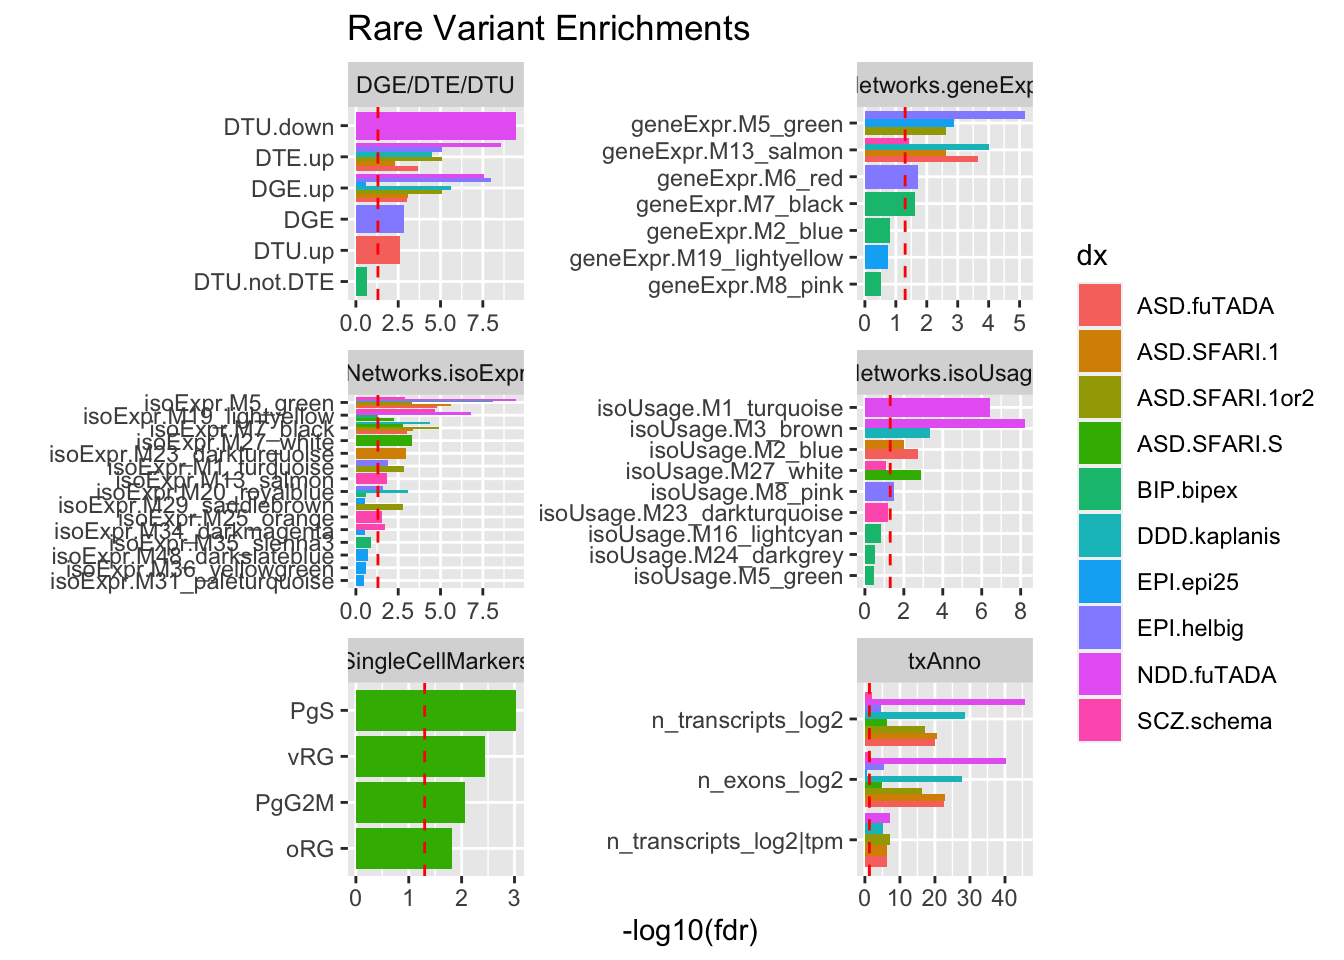 Rare Variant Enrichments
DGE/DTE/DTU
DTU.down
DTE.up
DGE.up
DGE
DTU.up
DTU.not.DTE
0.0 2.5 5.0 7.5
etworks.geneExp
geneExpr.M5_green
geneExpr.M13_salmon
geneExpr.M6_red
geneExpr.M7_black
geneExpr.M2_blue
geneExpr.M19_lightyellow
geneExpr.M8_pink
0 1 2 3 4 5
Networks.isoExpr
isoExpr.M5_green
isoExpr.M19_lightyellow
isoExpr.M7_black
isoExpr.M27_white
isoExpr.M23_darkturquoise
isoExpr.M1_turquoise
isoExpr.M13_salmon
isoExpr.M20_royalblue
isoExpr.M29_saddlebrown
isoExpr.M25_orange
isoExpr.M34_darkmagenta
isoExpr.M35_sienna3
isoExpr.M48_darkslateblue
isoExpr.M36_yellowgreen
isoExpr.M31_paleturquoise
0.0 2.5 5.0 7.5
etworks.isoUsag
isoUsage.M1_turquoise
isoUsage.M3_brown
isoUsage.M2_blue
isoUsage.M27_white
isoUsage.M8_pink
isoUsage.M23_darkturquoise
isoUsage.M16_lightcyan
isoUsage.M24_darkgrey
isoUsage.M5_green
0 2 4 6 8
SingleCellMarkers
PgS
vRG
PgG2M
oRG
0 1 2 3
txAnno
n_transcripts_log2
n_exons_log2
n_transcripts_log2|tpm
0 10 20 30 40
-log10(fdr)
dx
ASD.fuTADA
ASD.SFARI.1
ASD.SFARI.1or2
ASD.SFARI.S
BIP.bipex
DDD.kaplanis
EPI.epi25
EPI.helbig
NDD.fuTADA
SCZ.schema